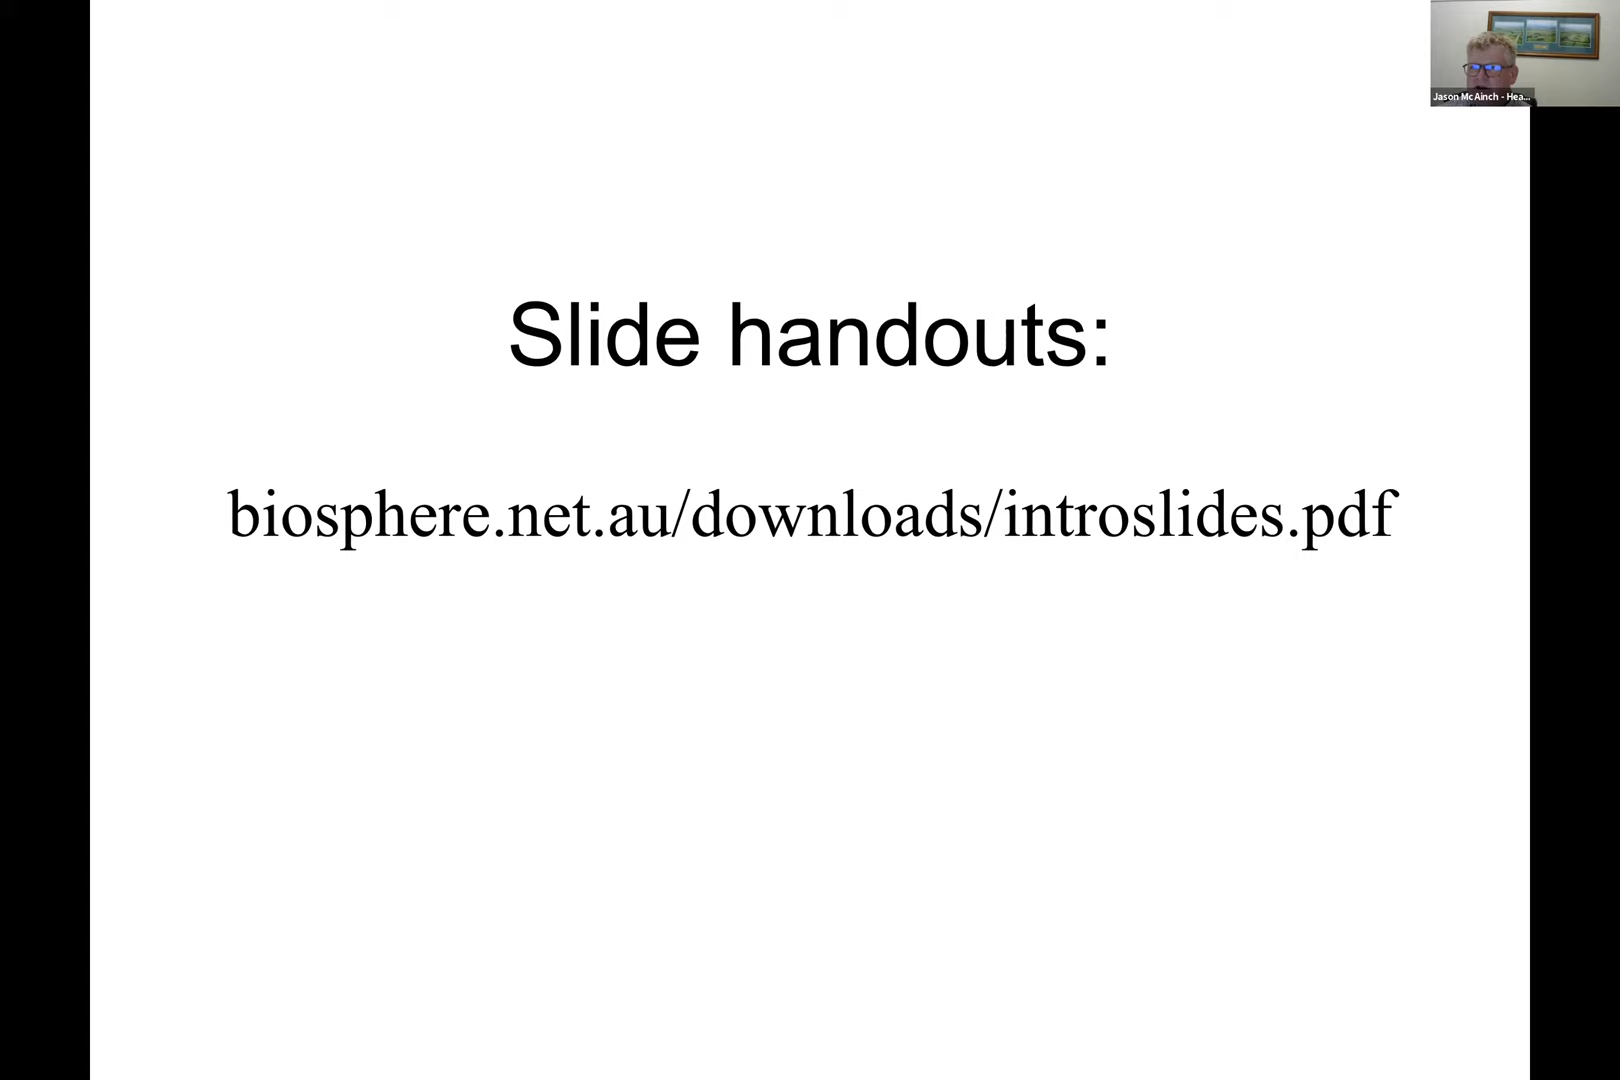 Jason McAinch - Hea...
Slide handouts:
biosphere.net.au/downloads/introslides.pdf